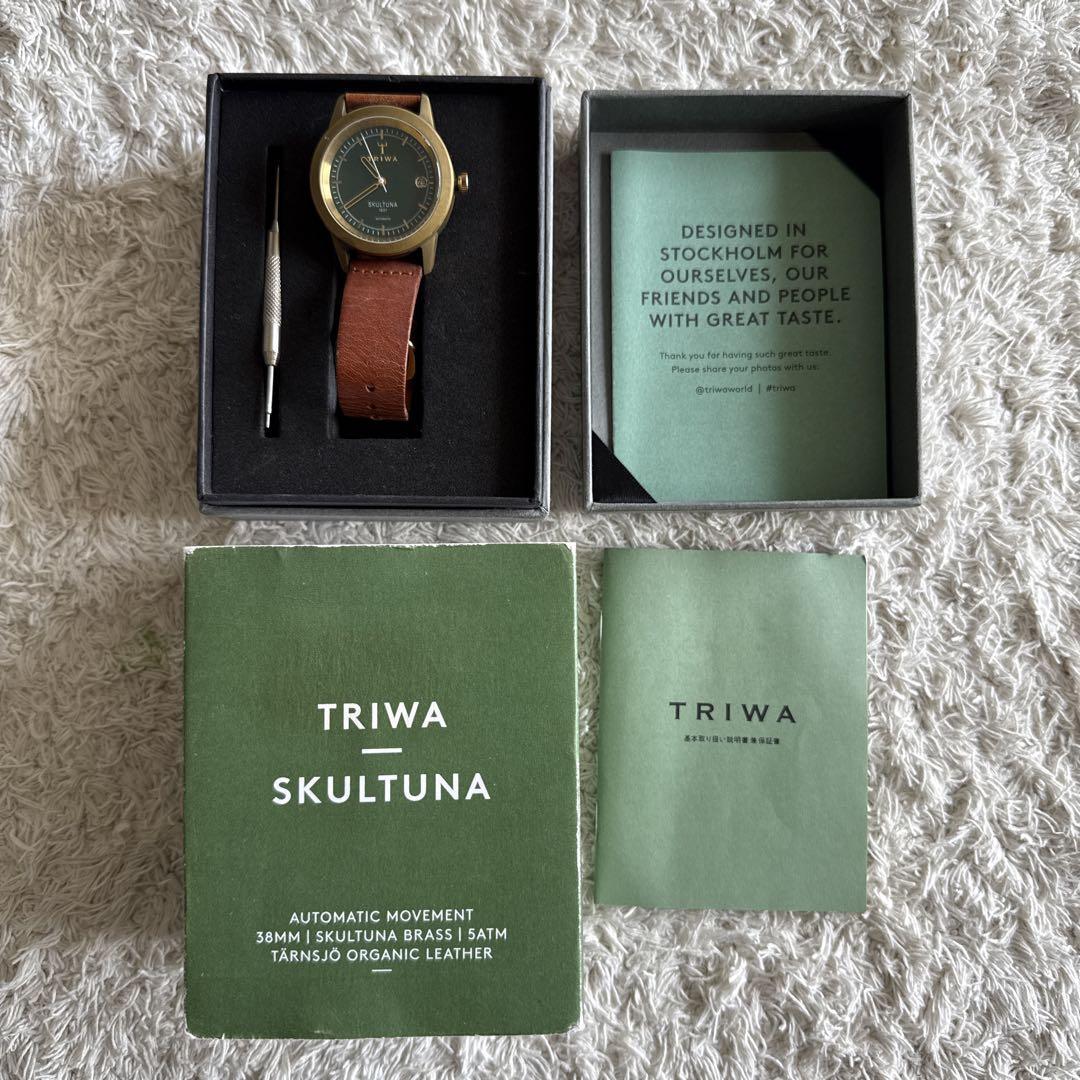 TRIWA
SKULTUNA
1607
AUTOMATIC
DESIGNED IN
STOCKHOLM FOR
OURSELVES, OUR
FRIENDS AND PEOPLE
WITH GREAT TASTE.
Thank you for having such great taste.
Please share your photos with us:
@triwaworld | #triwa
TRIWA
SKULTUNA
AUTOMATIC MOVEMENT
38MM | SKULTUNA BRASS | 5ATM
TÄRNSJÖ ORGANIC LEATHER
TRIWA
基本取り扱い説明書兼保証書